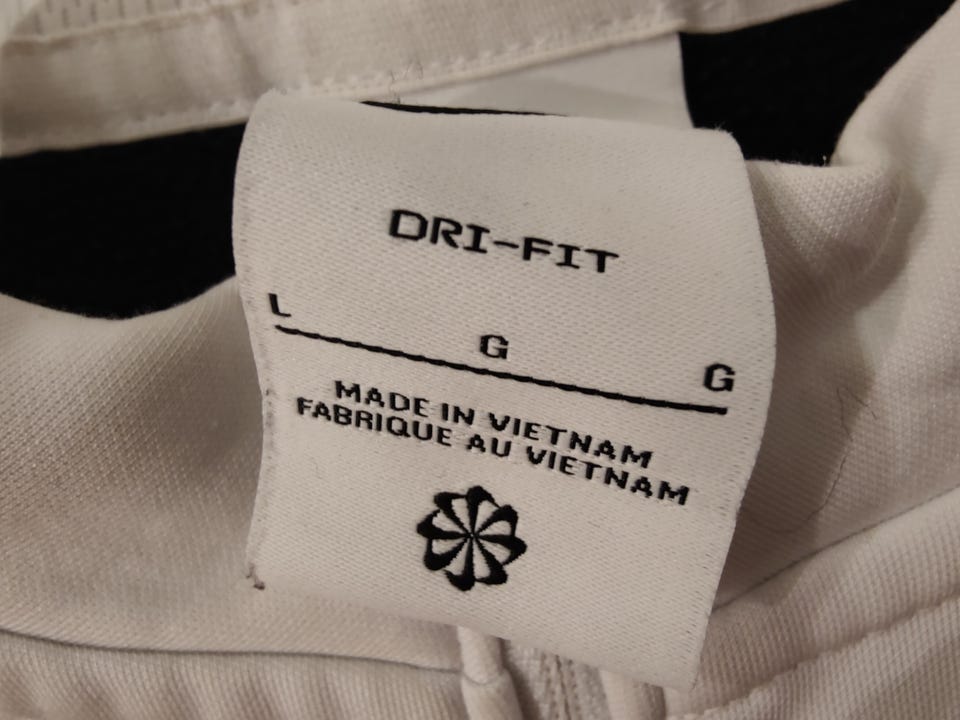 DRI-FIT
L G G
MADE IN VIETNAM
FABRIQUE AU VIETNAM